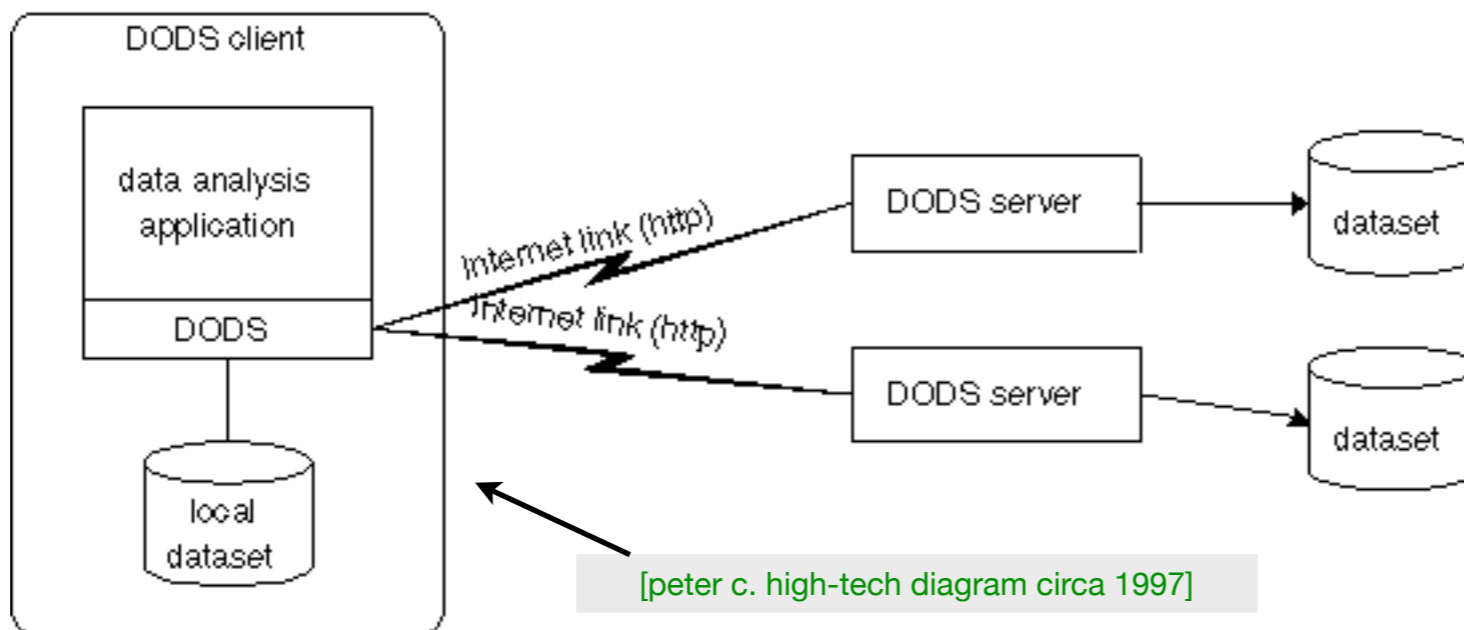 DODS client
data analysis
application
DODS
local
dataset
Internet link (http)
Internet link (http)
DODS server
dataset
DODS server
dataset
[peter c. high-tech diagram circa 1997]